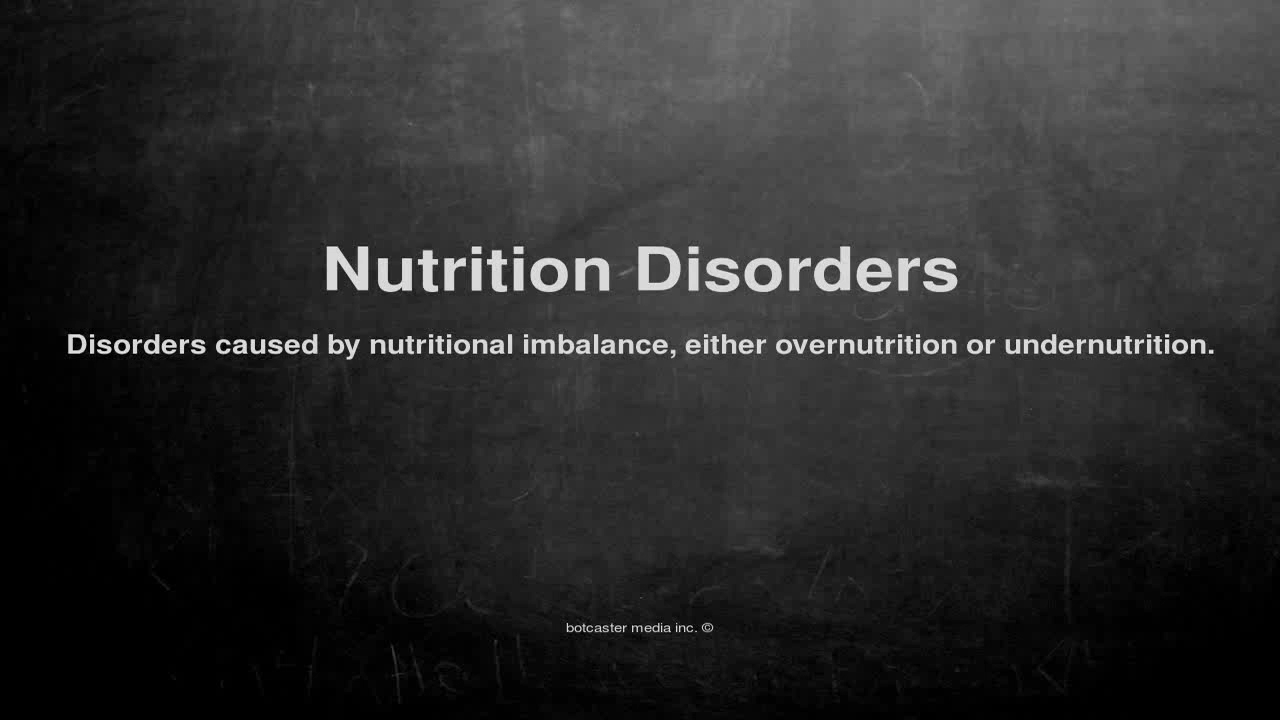 Nutrition Disorders
Disorders caused by nutritional imbalance, either overnutrition or undernutrition.
botcaster media inc. ©